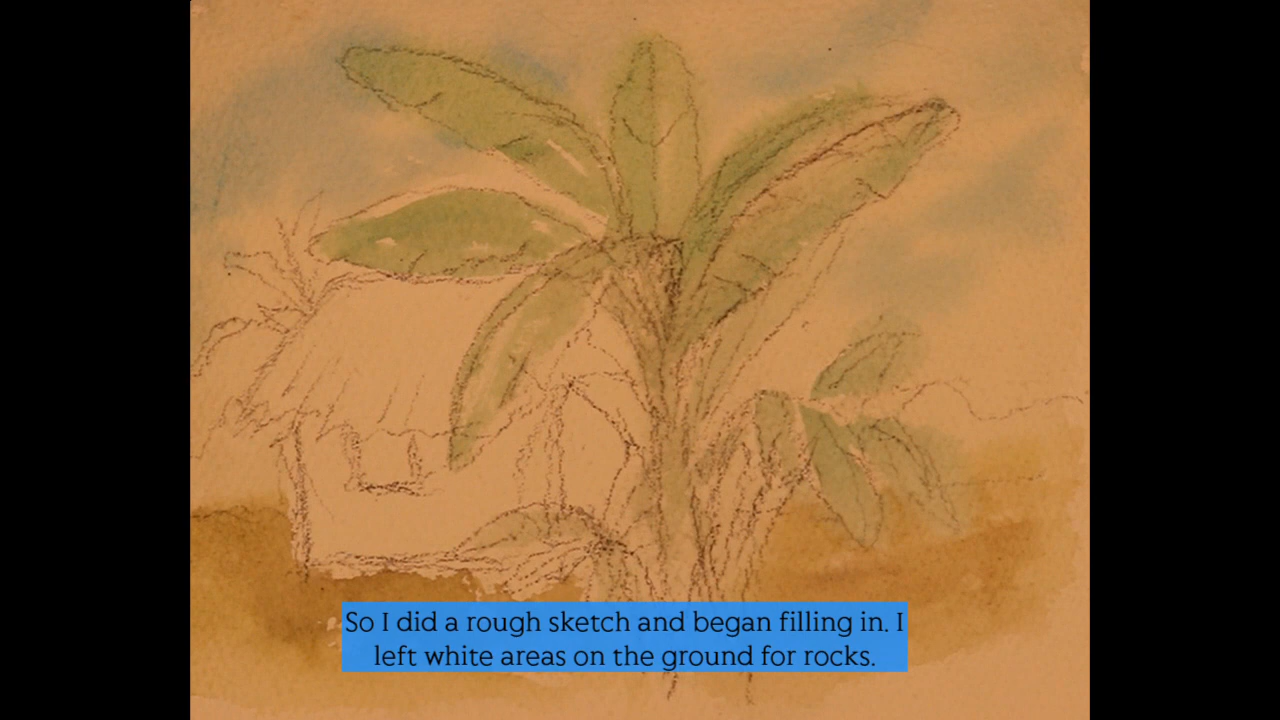 So I did a rough sketch and began filling in. I
left white areas on the ground for rocks.